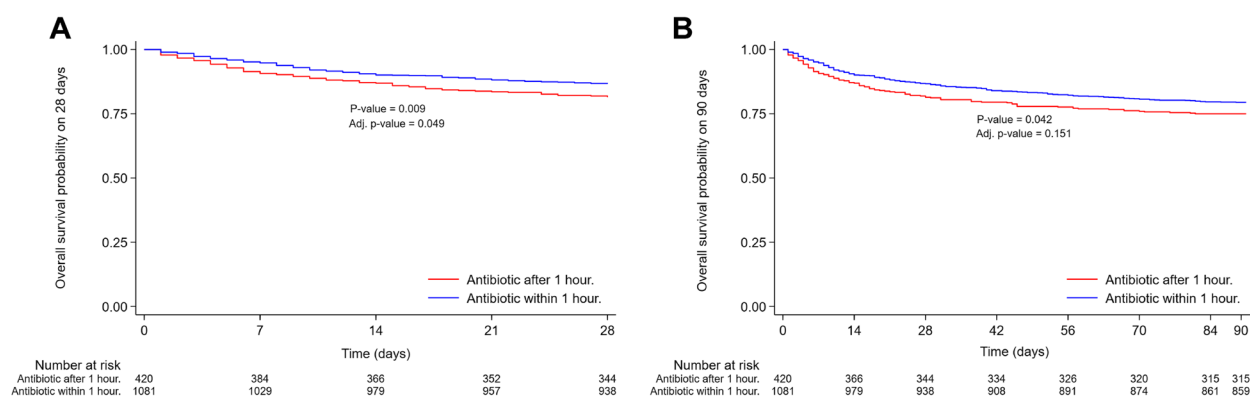 A
Overall survival probability on 28 days
1.00
0.75
0.50
0.25
0.00
P-value = 0.009
Adj. p-value = 0.049
Antibiotic after 1 hour.
Antibiotic within 1 hour.
0 7 14 21 28
Time (days)
Number at risk
Antibiotic after 1 hour. 420 384 366 352 344
Antibiotic within 1 hour. 1081 1029 979 957 938
B
Overall survival probability on 90 days
1.00
0.75
0.50
0.25
0.00
P-value = 0.042
Adj. p-value = 0.151
Antibiotic after 1 hour.
Antibiotic within 1 hour.
0 14 28 42 56 70 84 90
Time (days)
Number at risk
Antibiotic after 1 hour. 420 366 344 334 326 320 315 315
Antibiotic within 1 hour. 1081 979 938 908 891 874 861 859